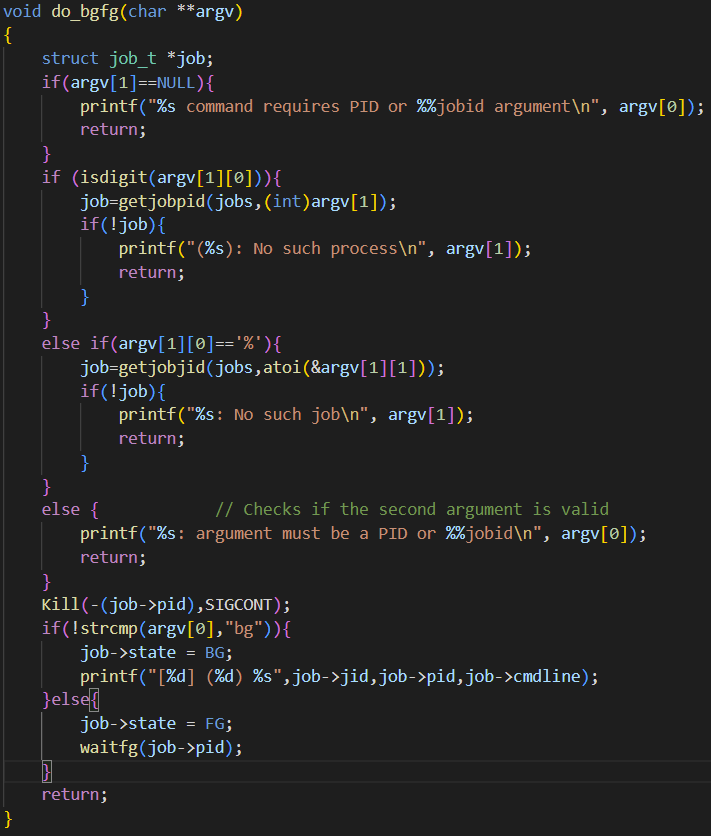 void do_bgfg(char **argv)
{
    struct job_t *job;
    if(argv[1]==NULL){
        printf("%s command requires PID or %%jobid argument\n", argv[0]);
        return;
    }
    if (isdigit(argv[1][0])){
        job=getjobpid(jobs,(int)argv[1]);
        if(!job){
            printf("(%s): No such process\n", argv[1]);
            return;
        }
    }
    else if(argv[1][0]=='%'){
        job=getjobjid(jobs,atoi(&argv[1][1]));
        if(!job){
            printf("%s: No such job\n", argv[1]);
            return;
        }
    }
    else {            // Checks if the second argument is valid
        printf("%s: argument must be a PID or %%jobid\n", argv[0]);
        return;
    }
    Kill(-(job->pid),SIGCONT);
    if(!strcmp(argv[0],"bg")){
        job->state = BG;
        printf("[%d] (%d) %s",job->jid,job->pid,job->cmdline);
    }else{
        job->state = FG;
        waitfg(job->pid);
    }
    return;
}